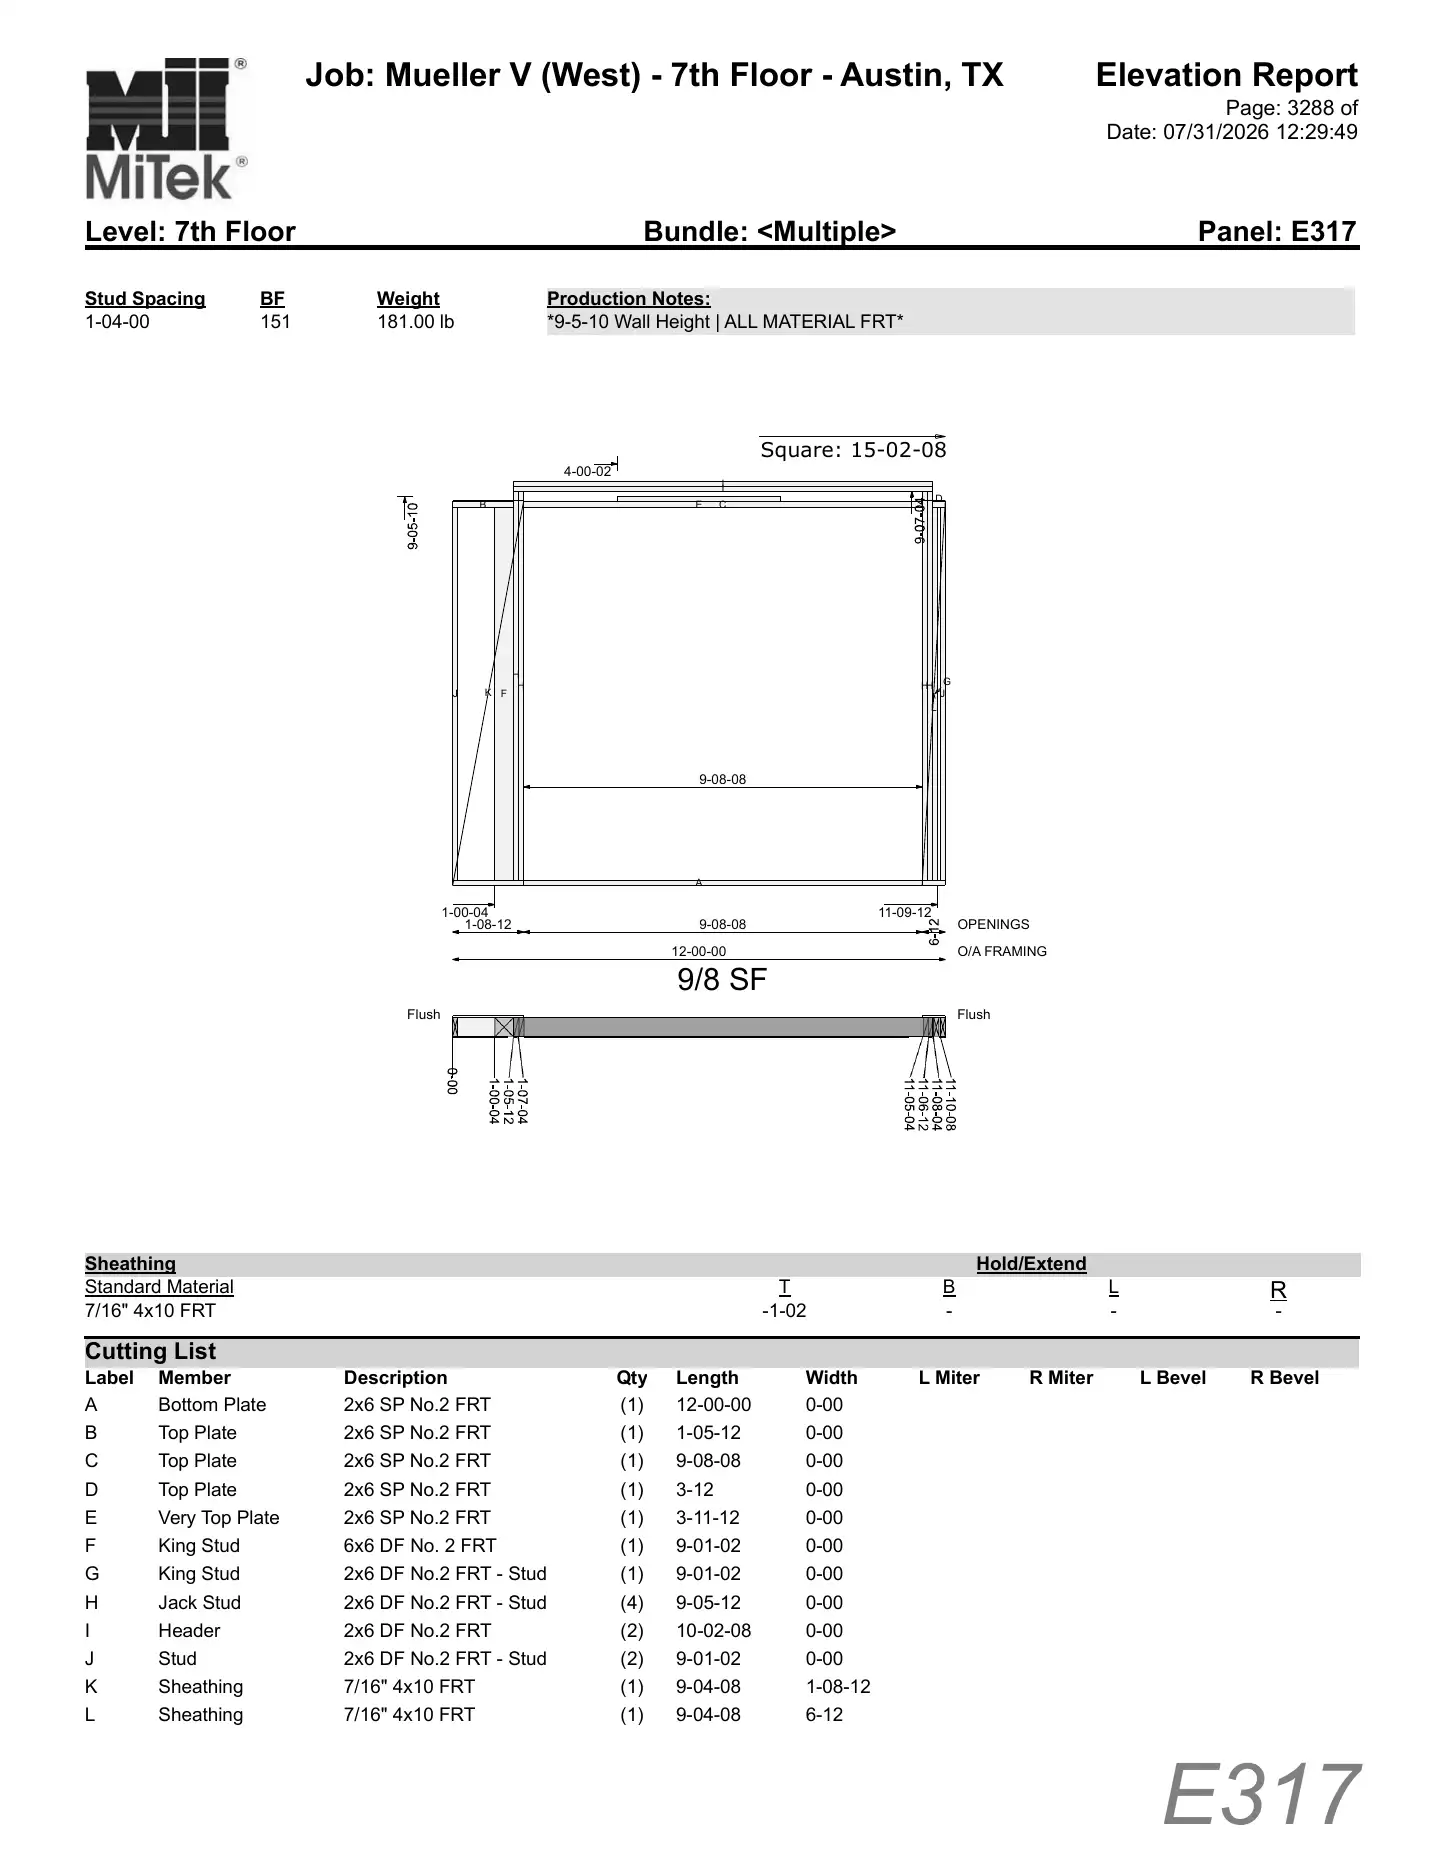 MiTek®
Job: Mueller V (West) - 7th Floor - Austin, TX
Elevation Report
Page: 3288 of
Date: 07/31/2026 12:29:49
Level: 7th Floor Bundle: <Multiple> Panel: E317
Stud Spacing BF Weight Production Notes:
1-04-00 151 181.00 lb *9-5-10 Wall Height | ALL MATERIAL FRT*
Square: 15-02-08
4-00-02
I
B E C D
9-05-10
9-07-04
J K F H H G J
L
9-08-08
A
1-00-04 11-09-12
1-08-12 9-08-08 6-12 OPENINGS
12-00-00 O/A FRAMING
9/8 SF
Flush Flush
0-00
1-00-04
1-05-12
1-07-04
11-05-04
11-06-12
11-08-04
11-10-08
Sheathing Hold/Extend
Standard Material T B L R
7/16" 4x10 FRT -1-02 - - -
Cutting List
Label Member Description Qty Length Width L Miter R Miter L Bevel R Bevel
A Bottom Plate 2x6 SP No.2 FRT (1) 12-00-00 0-00
B Top Plate 2x6 SP No.2 FRT (1) 1-05-12 0-00
C Top Plate 2x6 SP No.2 FRT (1) 9-08-08 0-00
D Top Plate 2x6 SP No.2 FRT (1) 3-12 0-00
E Very Top Plate 2x6 SP No.2 FRT (1) 3-11-12 0-00
F King Stud 6x6 DF No. 2 FRT (1) 9-01-02 0-00
G King Stud 2x6 DF No.2 FRT - Stud (1) 9-01-02 0-00
H Jack Stud 2x6 DF No.2 FRT - Stud (4) 9-05-12 0-00
I Header 2x6 DF No.2 FRT (2) 10-02-08 0-00
J Stud 2x6 DF No.2 FRT - Stud (2) 9-01-02 0-00
K Sheathing 7/16" 4x10 FRT (1) 9-04-08 1-08-12
L Sheathing 7/16" 4x10 FRT (1) 9-04-08 6-12
E317